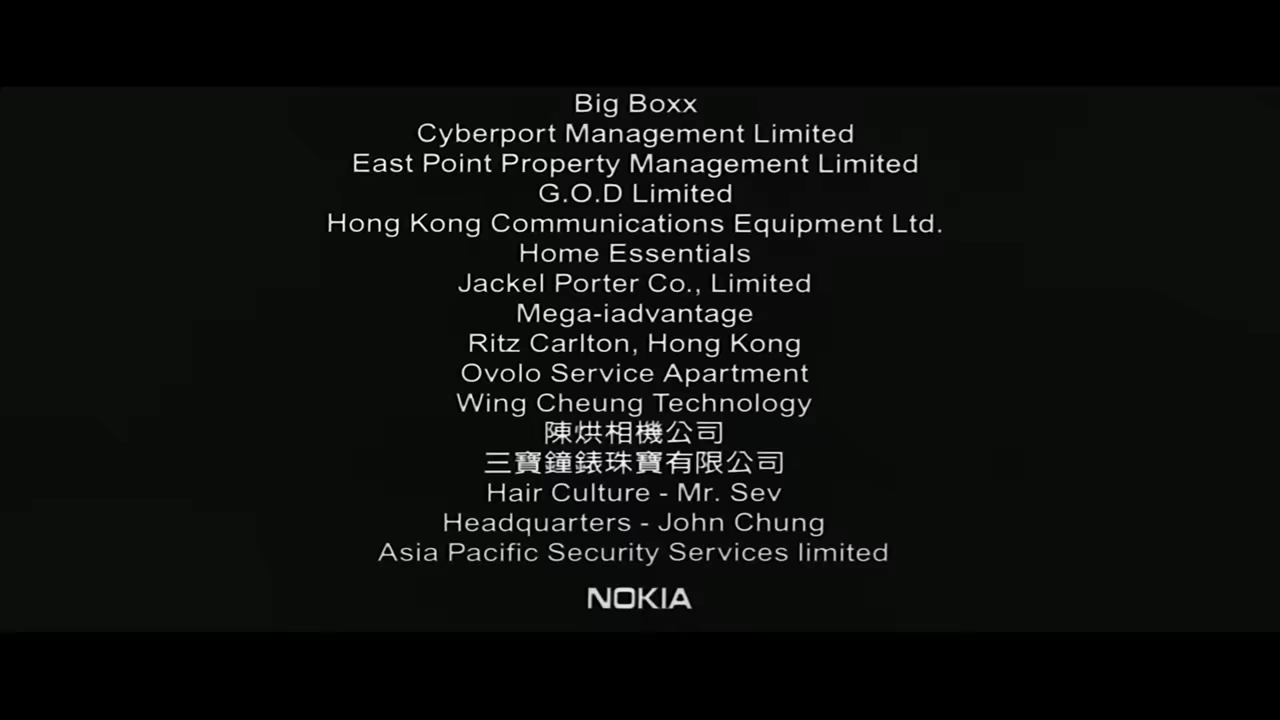 Big Boxx
Cyberport Management Limited
East Point Property Management Limited
G.O.D Limited
Hong Kong Communications Equipment Ltd.
Home Essentials
Jackel Porter Co., Limited
Mega-iadvantage
Ritz Carlton, Hong Kong
Ovolo Service Apartment
Wing Cheung Technology
陳烘相機公司
三寶鐘錶珠寶有限公司
Hair Culture - Mr. Sev
Headquarters - John Chung
Asia Pacific Security Services limited
NOKIA